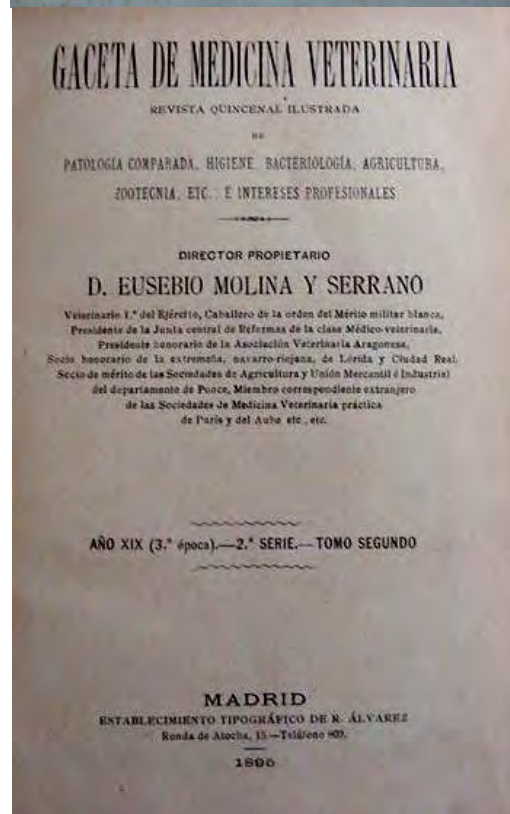 GACETA DE MEDICINA VETERINARIA
REVISTA QUINCENAL ILUSTRADA
DE
PATOLOGÍA COMPARADA, HIGIENE, BACTERIOLOGÍA, AGRICULTURA,
ZOOTECNIA, ETC., É INTERESES PROFESIONALES
DIRECTOR PROPIETARIO
D. EUSEBIO MOLINA Y SERRANO
Veterinario 1.º del Ejército, Caballero de la orden del Mérito militar blanca,
Presidente de la Junta central de Reformas de la clase Médico-veterinaria,
Presidente honorario de la Asociación Veterinaria Aragonesa,
Socio honorario de la extremeña, navarro-riojana, de Lérida y Ciudad Real,
Socio de mérito de las Sociedades de Agricultura y Unión Mercantil é Industrial
del departamento de Ponce, Miembro correspondiente extranjero
de las Sociedades de Medicina Veterinaria práctica
de París y del Aube etc., etc.
AÑO XIX (3.ª época).—2.ª SERIE.—TOMO SEGUNDO
MADRID
ESTABLECIMIENTO TIPOGRÁFICO DE R. ÁLVAREZ
Ronda de Atocha, 15—Teléfono 809.